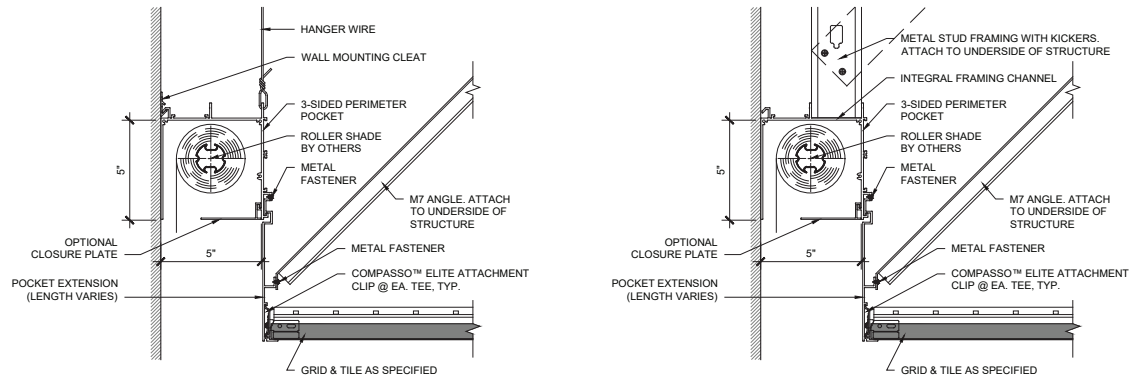 HANGER WIRE
WALL MOUNTING CLEAT
3-SIDED PERIMETER
POCKET
ROLLER SHADE
BY OTHERS
METAL
FASTENER
5"
M7 ANGLE. ATTACH
TO UNDERSIDE OF
STRUCTURE
OPTIONAL
CLOSURE PLATE
5"
METAL FASTENER
POCKET EXTENSION
(LENGTH VARIES)
COMPASSO™ ELITE ATTACHMENT
CLIP @ EA. TEE, TYP.
GRID & TILE AS SPECIFIED
METAL STUD FRAMING WITH KICKERS.
ATTACH TO UNDERSIDE OF STRUCTURE
INTEGRAL FRAMING CHANNEL
3-SIDED PERIMETER
POCKET
ROLLER SHADE
BY OTHERS
METAL
FASTENER
5"
M7 ANGLE. ATTACH
TO UNDERSIDE OF
STRUCTURE
OPTIONAL
CLOSURE PLATE
5"
METAL FASTENER
POCKET EXTENSION
(LENGTH VARIES)
COMPASSO™ ELITE ATTACHMENT
CLIP @ EA. TEE, TYP.
GRID & TILE AS SPECIFIED